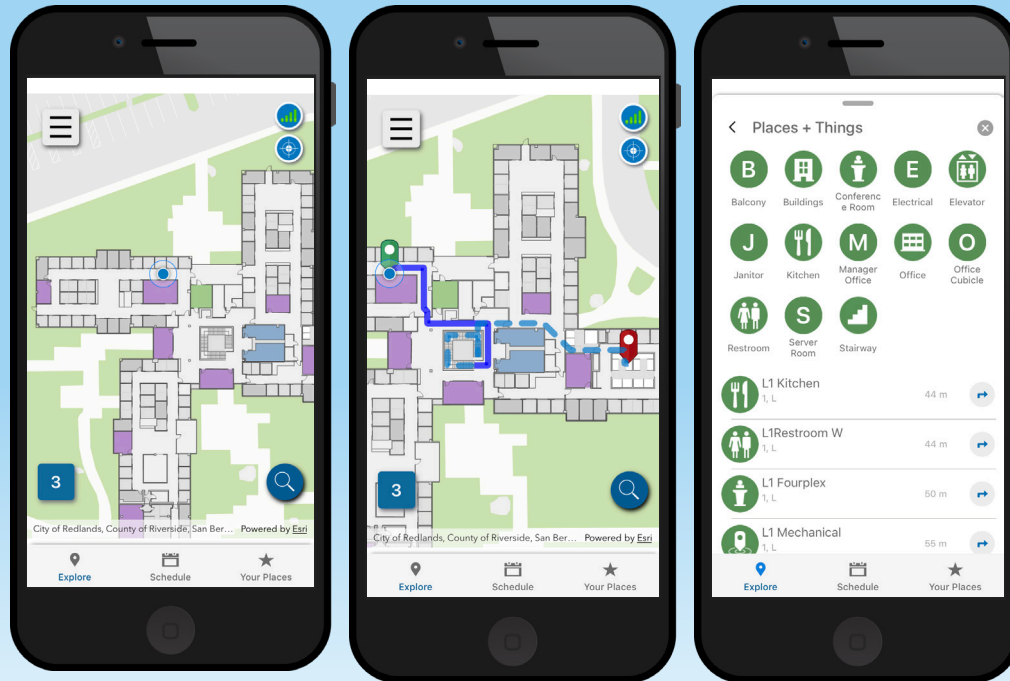 3
City of Redlands, County of Riverside, San Ber... Powered by Esri
Explore Schedule Your Places
3
City of Redlands, County of Riverside, San Ber... Powered by Esri
Explore Schedule Your Places
Places + Things
B E
Balcony Buildings Conferenc
e Room Electrical Elevator
J M O
Janitor Kitchen Manager
Office Office Office
Cubicle
S
Restroom Server
Room Stairway
L1 Kitchen
1, L 44 m
L1Restroom W
1, L 44 m
L1 Fourplex
1, L 50 m
L1 Mechanical
1, L 55 m
Explore Schedule Your Places